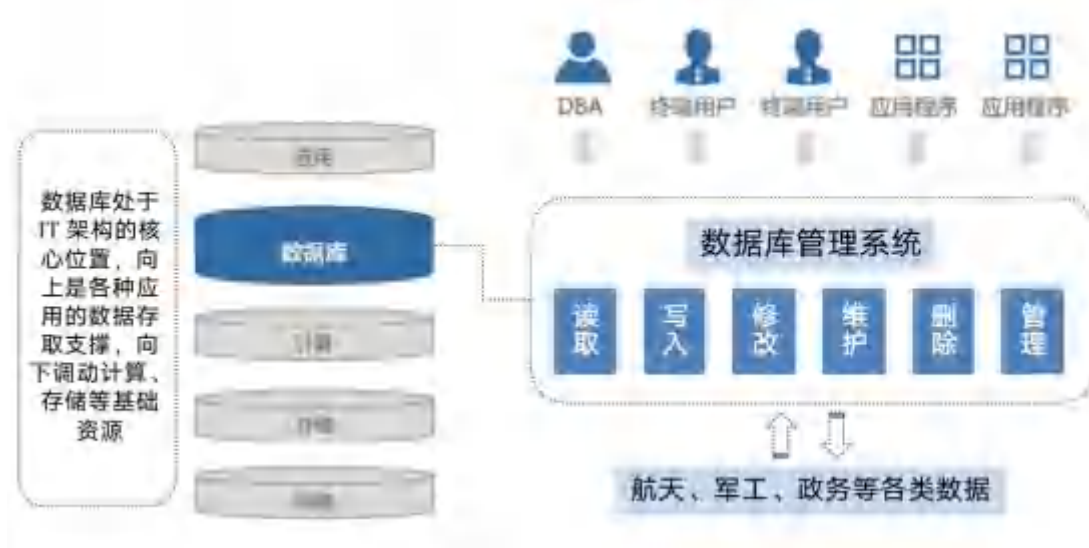 DBA
终端用户
终端用户
应用程序
应用程序
数据库处于
IT 架构的核
心位置，向
上是各种应
用的数据存
取支撑，向
下调动计算、
存储等基础
资源
应用
数据库
计算
存储
数据库管理系统
读取
写入
修改
维护
删除
管理
航天、军工、政务等各类数据